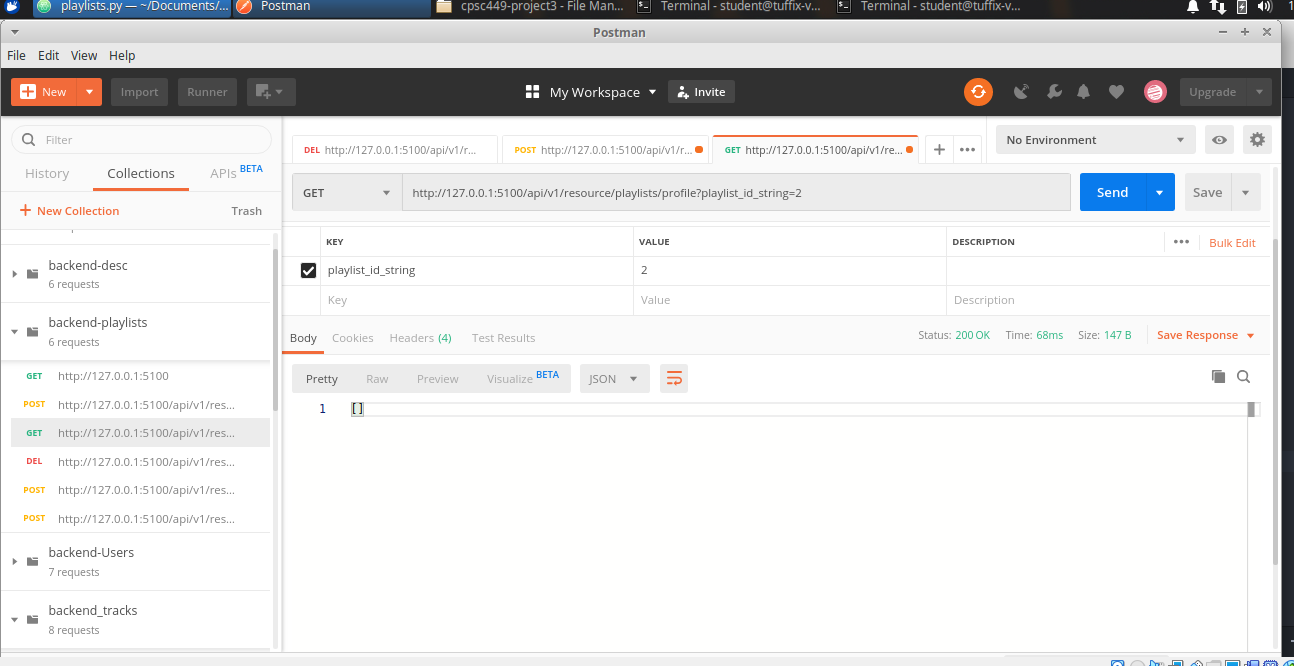 playlists.py — ~/Documents/... Postman cpsc449-project3 - File Man... Terminal - student@tuffix-v... Terminal - student@tuffix-v...
Postman
File Edit View Help
New Import Runner My Workspace Invite Upgrade
Filter
History Collections APIs BETA
New Collection Trash
backend-desc
6 requests
backend-playlists
6 requests
GET http://127.0.0.1:5100
POST http://127.0.0.1:5100/api/v1/res...
GET http://127.0.0.1:5100/api/v1/res...
DEL http://127.0.0.1:5100/api/v1/res...
POST http://127.0.0.1:5100/api/v1/res...
POST http://127.0.0.1:5100/api/v1/res...
backend-Users
7 requests
backend_tracks
8 requests
DEL http://127.0.0.1:5100/api/v1/r... POST http://127.0.0.1:5100/api/v1/r... GET http://127.0.0.1:5100/api/v1/re... No Environment
GET http://127.0.0.1:5100/api/v1/resource/playlists/profile?playlist_id_string=2 Send Save
KEY VALUE DESCRIPTION Bulk Edit
playlist_id_string 2
Key Value Description
Body Cookies Headers (4) Test Results Status: 200 OK Time: 68ms Size: 147 B Save Response
Pretty Raw Preview Visualize BETA JSON
1 []